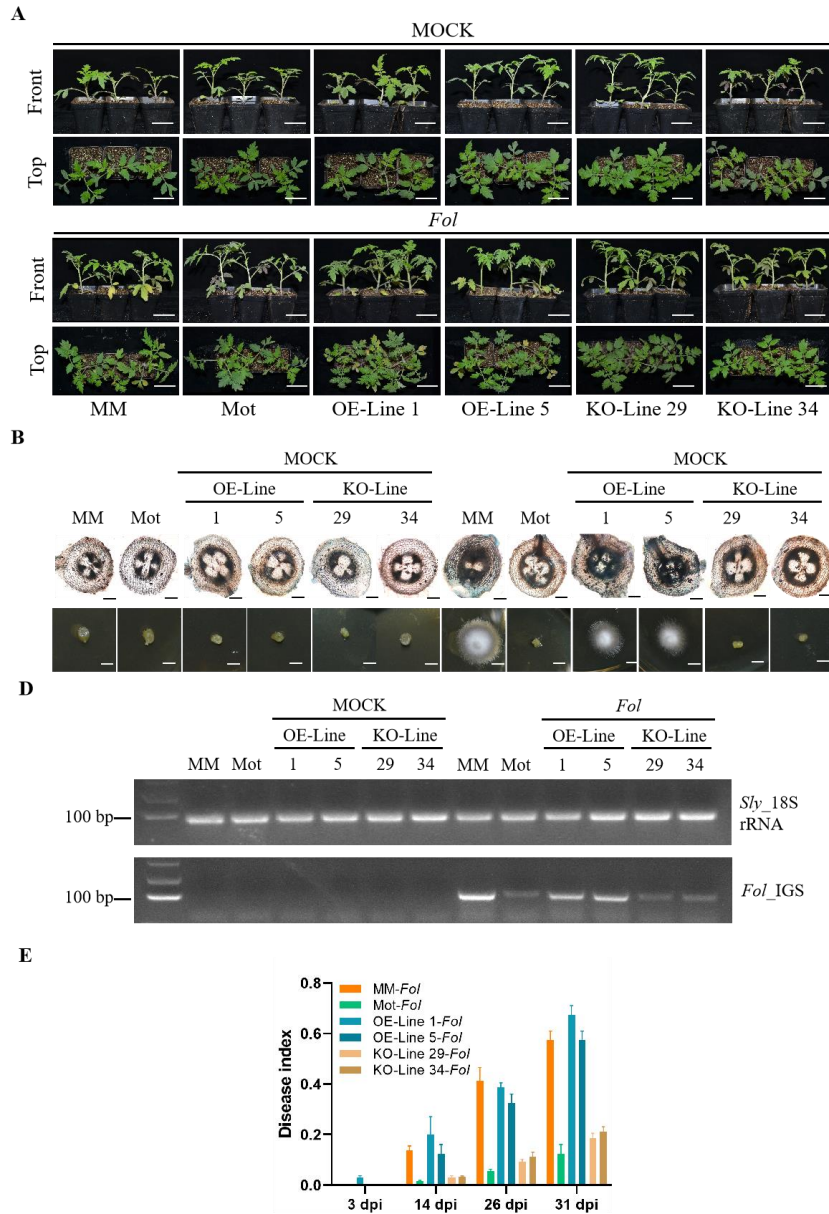 A
MOCK
Front
Top
Fol
Front
Top
MM Mot OE-Line 1 OE-Line 5 KO-Line 29 KO-Line 34
B
MOCK MOCK
OE-Line KO-Line OE-Line KO-Line
MM Mot 1 5 29 34 MM Mot 1 5 29 34
D
MOCK Fol
OE-Line KO-Line OE-Line KO-Line
MM Mot 1 5 29 34 MM Mot 1 5 29 34
100 bp
Sly_18S
rRNA
100 bp
Fol_IGS
E
Disease index
0.8
0.6
0.4
0.2
0.0
MM-Fol
Mot-Fol
OE-Line 1-Fol
OE-Line 5-Fol
KO-Line 29-Fol
KO-Line 34-Fol
3 dpi 14 dpi 26 dpi 31 dpi